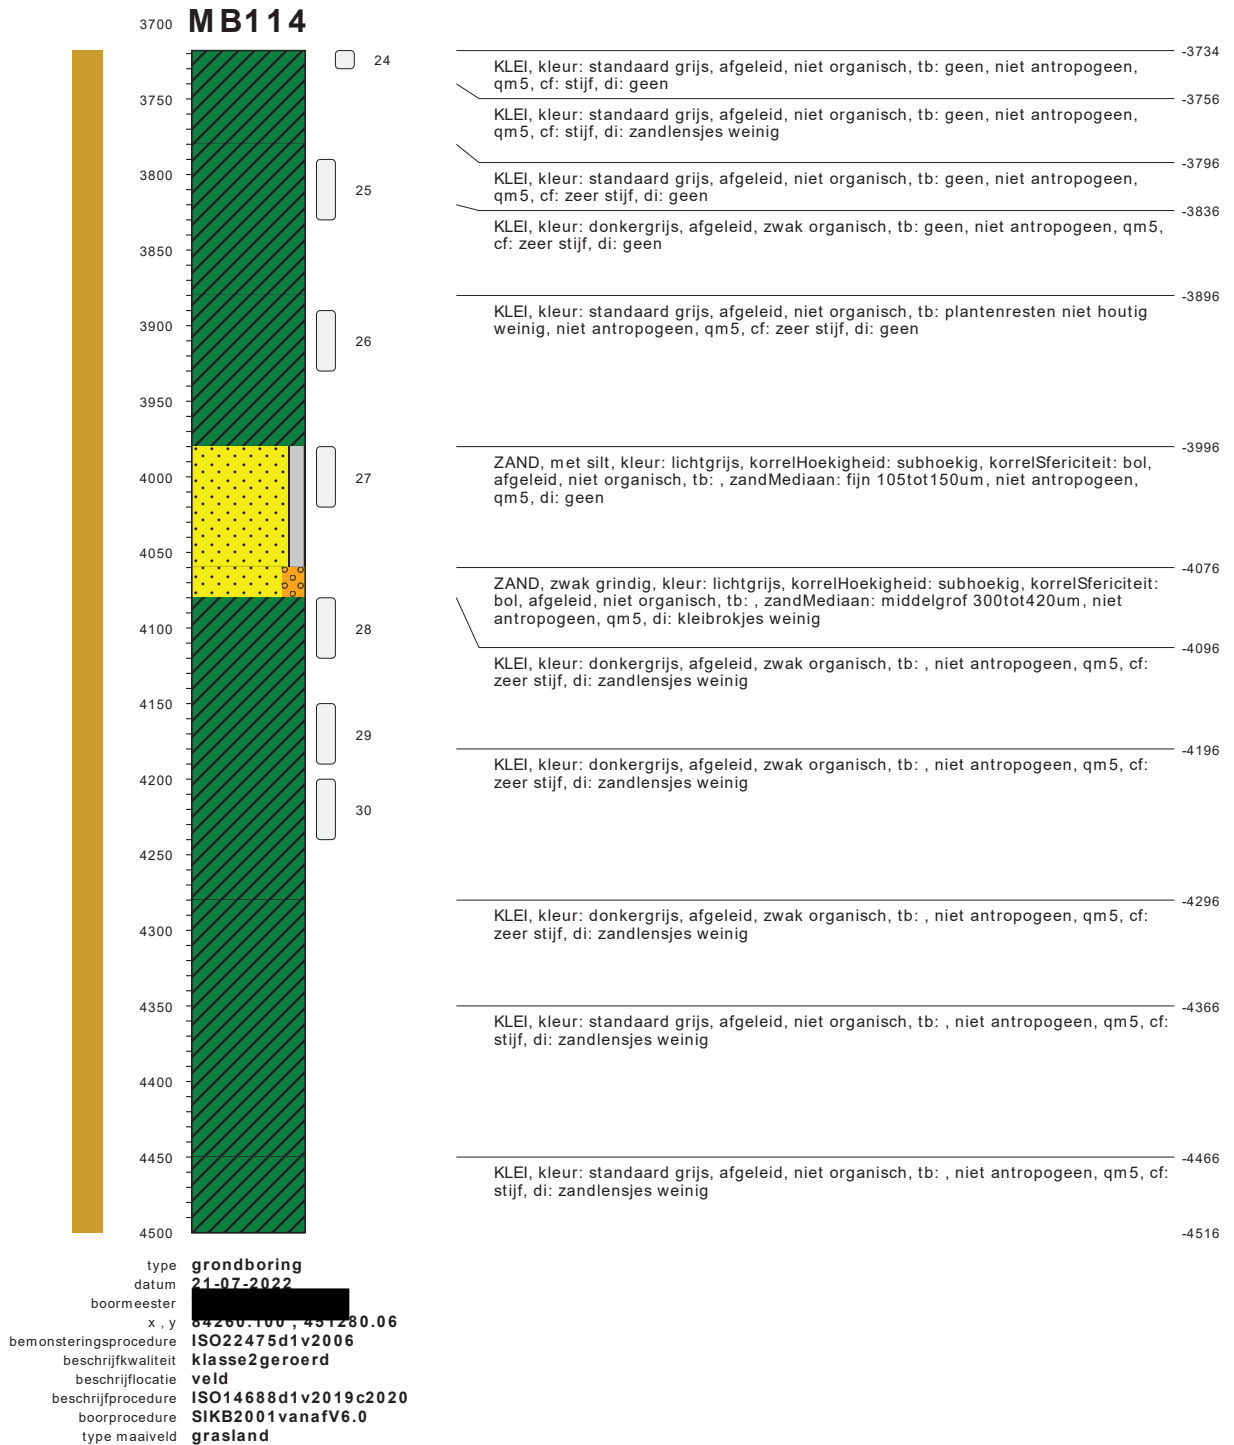 MB114
3700
3750
3800
3850
3900
3950
4000
4050
4100
4150
4200
4250
4300
4350
4400
4450
4500
24
25
26
27
28
29
30
-3734
KLEI, kleur: standaard grijs, afgeleid, niet organisch, tb: geen, niet antropogeen,
qm5, cf: stijf, di: geen
-3756
KLEI, kleur: standaard grijs, afgeleid, niet organisch, tb: geen, niet antropogeen,
qm5, cf: stijf, di: zandlensjes weinig
-3796
KLEI, kleur: standaard grijs, afgeleid, niet organisch, tb: geen, niet antropogeen,
qm5, cf: zeer stijf, di: geen
-3836
KLEI, kleur: donkergrijs, afgeleid, zwak organisch, tb: geen, niet antropogeen, qm5,
cf: zeer stijf, di: geen
-3896
KLEI, kleur: standaard grijs, afgeleid, niet organisch, tb: plantenresten niet houtig
weinig, niet antropogeen, qm5, cf: zeer stijf, di: geen
-3996
ZAND, met silt, kleur: lichtgrijs, korrelHoekigheid: subhoekig, korrelSfericiteit: bol,
afgeleid, niet organisch, tb: , zandMediaan: fijn 105tot150um, niet antropogeen,
qm5, di: geen
-4076
ZAND, zwak grindig, kleur: lichtgrijs, korrelHoekigheid: subhoekig, korrelSfericiteit:
bol, afgeleid, niet organisch, tb: , zandMediaan: middelgrof 300tot420um, niet
antropogeen, qm5, di: kleibrokjes weinig
-4096
KLEI, kleur: donkergrijs, afgeleid, zwak organisch, tb: , niet antropogeen, qm5, cf:
zeer stijf, di: zandlensjes weinig
-4196
KLEI, kleur: donkergrijs, afgeleid, zwak organisch, tb: , niet antropogeen, qm5, cf:
zeer stijf, di: zandlensjes weinig
-4296
KLEI, kleur: donkergrijs, afgeleid, zwak organisch, tb: , niet antropogeen, qm5, cf:
zeer stijf, di: zandlensjes weinig
-4366
KLEI, kleur: standaard grijs, afgeleid, niet organisch, tb: , niet antropogeen, qm5, cf:
stijf, di: zandlensjes weinig
-4466
KLEI, kleur: standaard grijs, afgeleid, niet organisch, tb: , niet antropogeen, qm5, cf:
stijf, di: zandlensjes weinig
-4516
type grondboring
datum 21-07-2022
boormeester
x , y 84260.100 , 451280.06
bemonsteringsprocedure ISO22475d1v2006
beschrijfkwaliteit klasse2geroerd
beschrijflocatie veld
beschrijfprocedure ISO14688d1v2019c2020
boorprocedure SIKB2001vanafV6.0
type maaiveld grasland